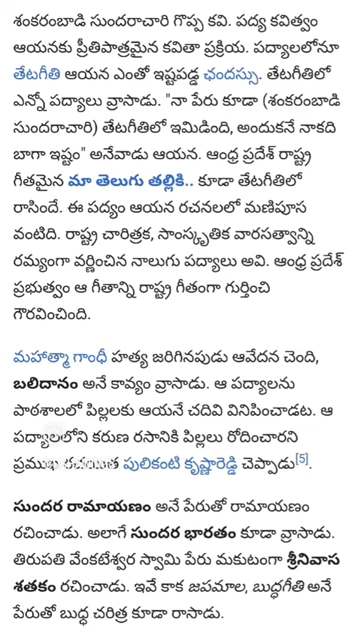 శంకరంబాడి సుందరాచారి గొప్ప కవి. పద్య కవిత్వం
ఆయనకు ప్రీతిపాత్రమైన కవితా ప్రక్రియ. పద్యాలలోనూ
తేటగీతి ఆయన ఎంతో ఇష్టపడ్డ ఛందస్సు. తేటగీతిలో
ఎన్నో పద్యాలు వ్రాసాడు. "నా పేరు కూడా (శంకరంబాడి
సుందరాచారి) తేటగీతిలో ఇమిడింది, అందుకనే నాకది
బాగా ఇష్టం" అనేవాడు ఆయన. ఆంధ్ర ప్రదేశ్ రాష్ట్ర
గీతమైన మా తెలుగు తల్లికి.. కూడా తేటగీతిలో
రాసిందే. ఈ పద్యం ఆయన రచనలలో మణిపూస
వంటిది. రాష్ట్ర చారిత్రక, సాంస్కృతిక వారసత్వాన్ని
రమ్యంగా వర్ణించిన నాలుగు పద్యాలు అవి. ఆంధ్ర ప్రదేశ్
ప్రభుత్వం ఆ గీతాన్ని రాష్ట్ర గీతంగా గుర్తించి
గౌరవించింది.
మహాత్మా గాంధీ హత్య జరిగినపుడు ఆవేదన చెంది,
బలిదానం అనే కావ్యం వ్రాసాడు. ఆ పద్యాలను
పాఠశాలలో పిల్లలకు ఆయనే చదివి వినిపించాడట. ఆ
పద్యాలలోని కరుణ రసానికి పిల్లలు రోదించారని
ప్రముఖ పులికంటి కృష్ణారెడ్డి చెప్పాడు[5].
సుందర రామాయణం అనే పేరుతో రామాయణం
రచించాడు. అలాగే సుందర భారతం కూడా వ్రాసాడు.
తిరుపతి వేంకటేశ్వర స్వామి పేరు మకుటంగా శ్రీనివాస
శతకం రచించాడు. ఇవే కాక జపమాల, బుద్ధగీతి అనే
పేరుతో బుద్ధ చరిత్ర కూడా రాసాడు.